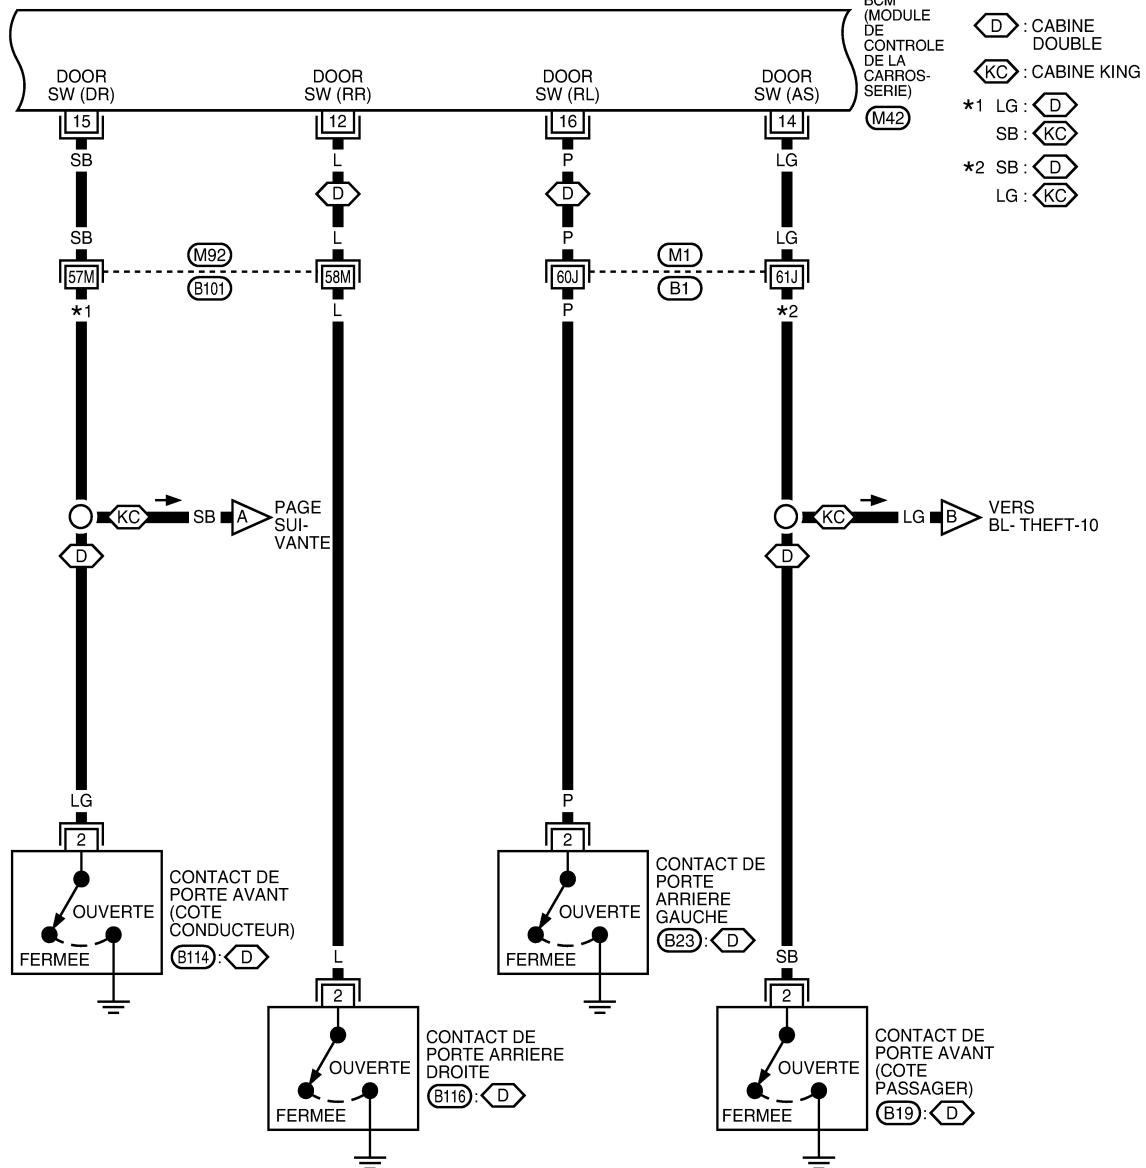 BCM
(MODULE
DE
CONTROLE
DE LA
CARROS-
SERIE)
M42
D : CABINE
DOUBLE
KC : CABINE KING
*1 LG : D
SB : KC
*2 SB : D
LG : KC
DOOR
SW (DR)
DOOR
SW (RR)
DOOR
SW (RL)
DOOR
SW (AS)
15 12 16 14
SB L P LG
D D
SB L P LG
M92 M1
57M 58M 60J 61J
B101 B1
*1 L P *2
KC SB A
PAGE
SUI-
VANTE
KC LG B
VERS
BL- THEFT-10
D D
LG P
2 2
OUVERTE
FERMEE
CONTACT DE
PORTE AVANT
(COTE
CONDUCTEUR)
B114 : D
OUVERTE
FERMEE
CONTACT DE
PORTE
ARRIERE
GAUCHE
B23 : D
L SB
2 2
OUVERTE
FERMEE
CONTACT DE
PORTE ARRIERE
DROITE
B116 : D
OUVERTE
FERMEE
CONTACT DE
PORTE AVANT
(COTE
PASSAGER)
B19 : D